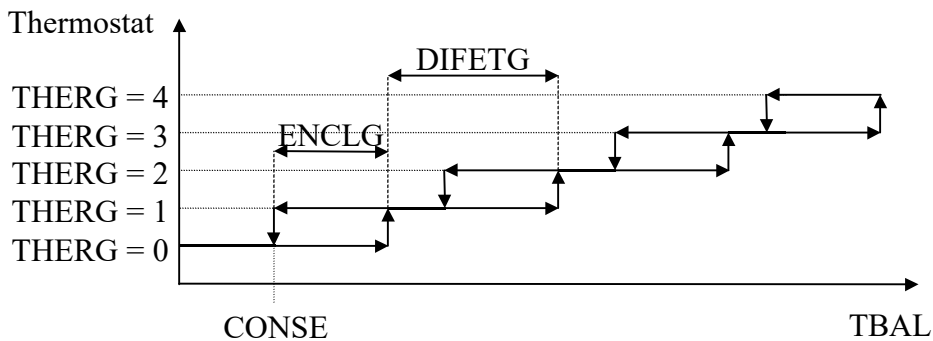 Thermostat
DIFETG
THERG = 4
THERG = 3
ENCLG
THERG = 2
THERG = 1
THERG = 0
CONSE
TBAL